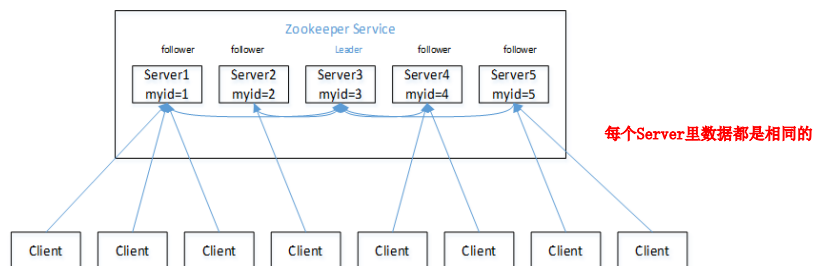 Zookeeper Service
follower follower Leader follower follower
Server1 Server2 Server3 Server4 Server5
myid=1 myid=2 myid=3 myid=4 myid=5
每个Server里数据都是相同的
Client Client Client Client Client Client Client Client